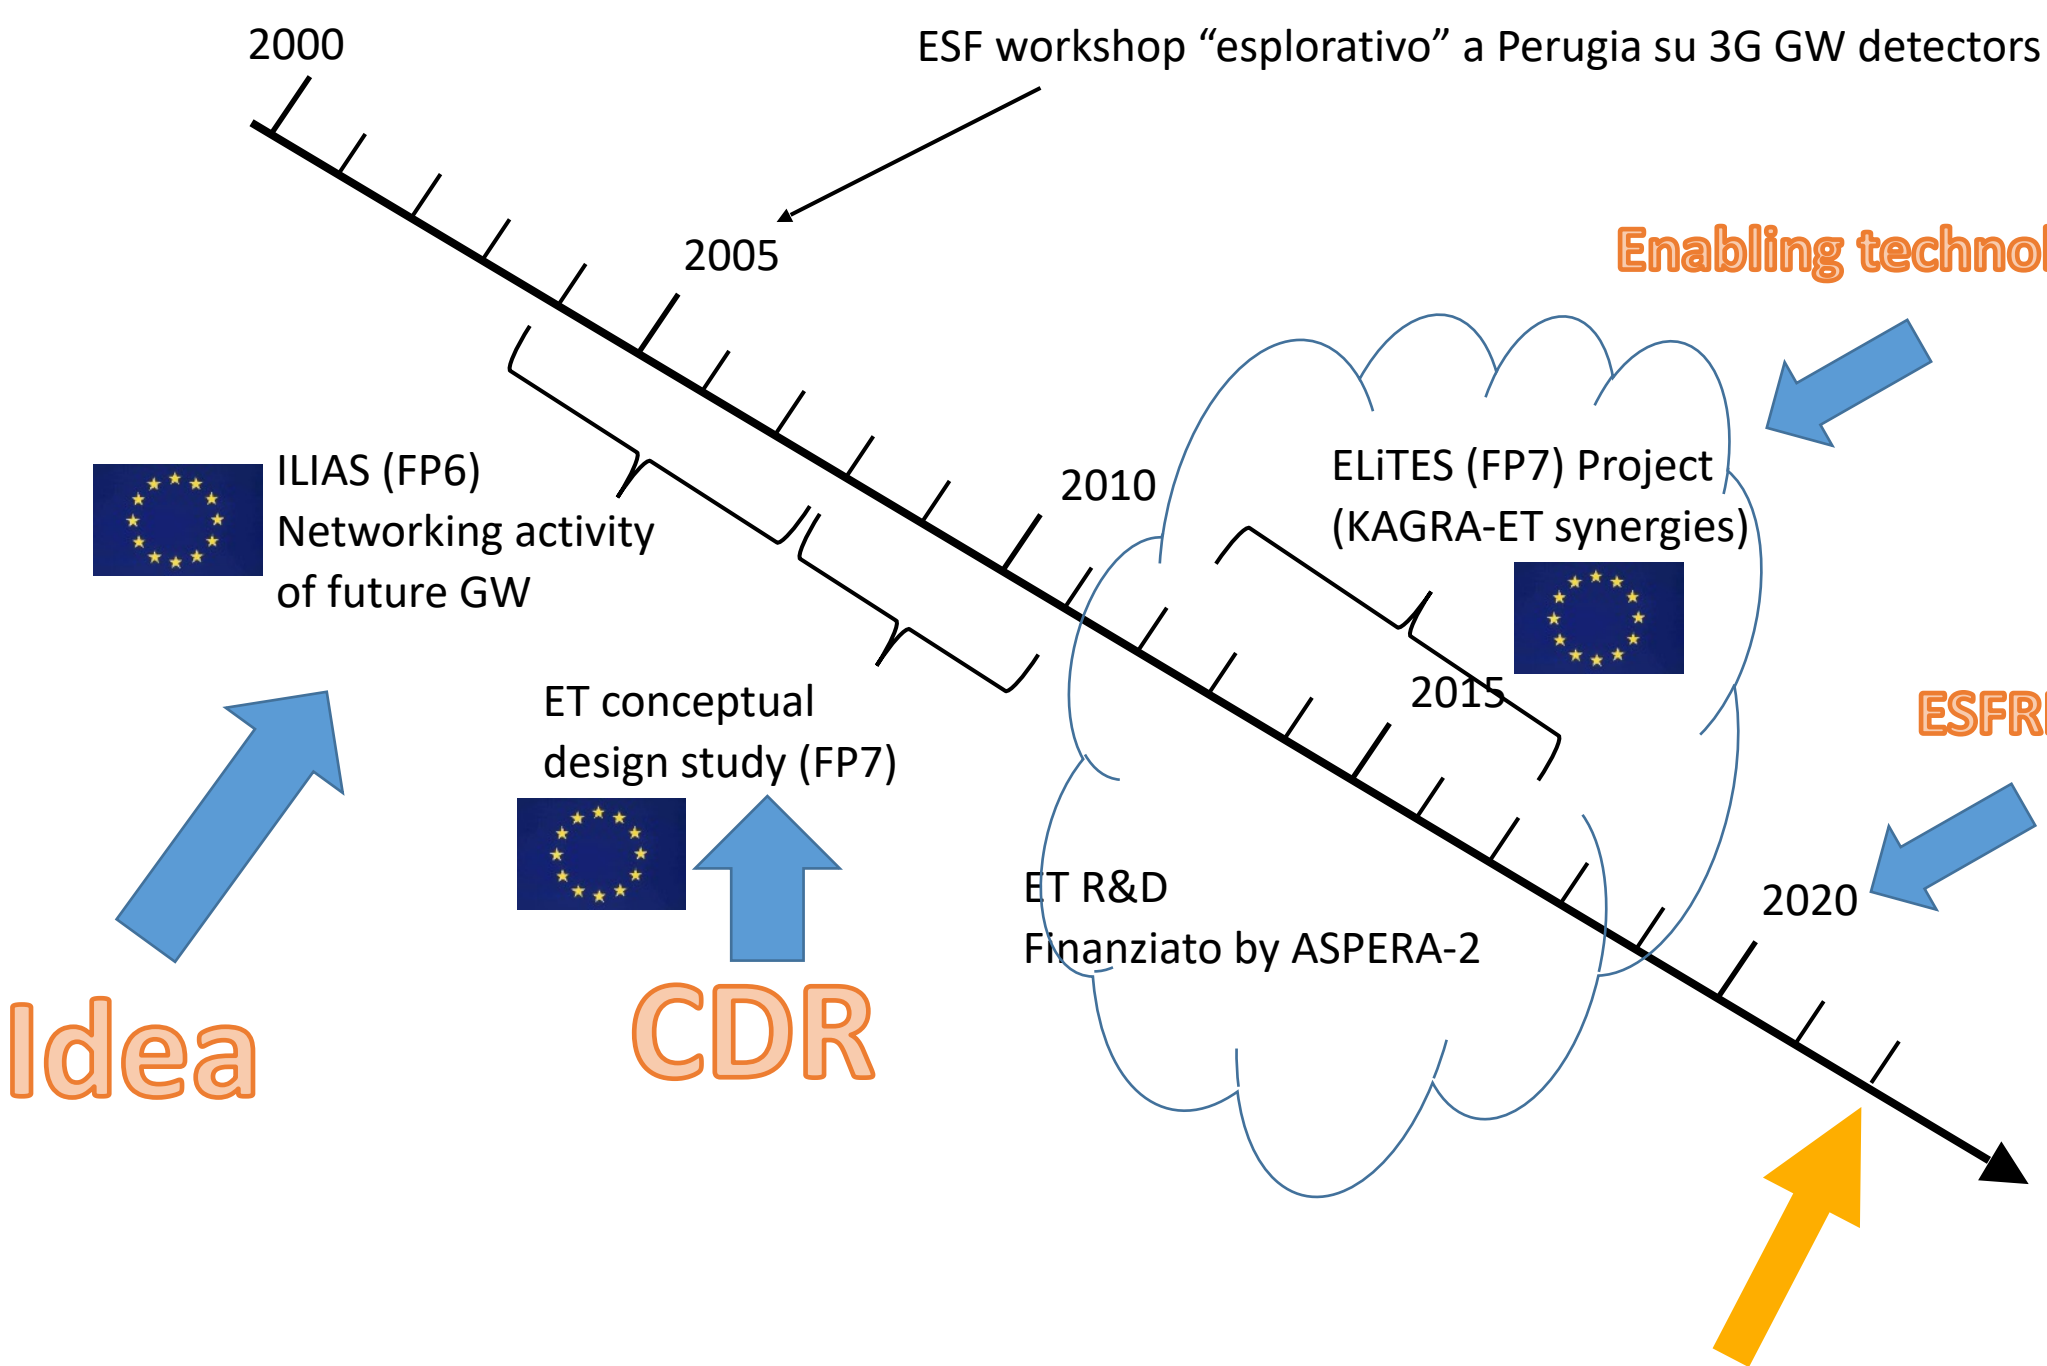 2000
ESF workshop “esplorativo” a Perugia su 3G GW detectors
2005
Enabling
ILIAS (FP6)
Networking activity
of future GW
2010
ELiTES (FP7) Project
(KAGRA-ET synergies)
ET conceptual
design study (FP7)
2015
ET R&D
Finanziato by ASPERA-2
2020
Idea
CDR